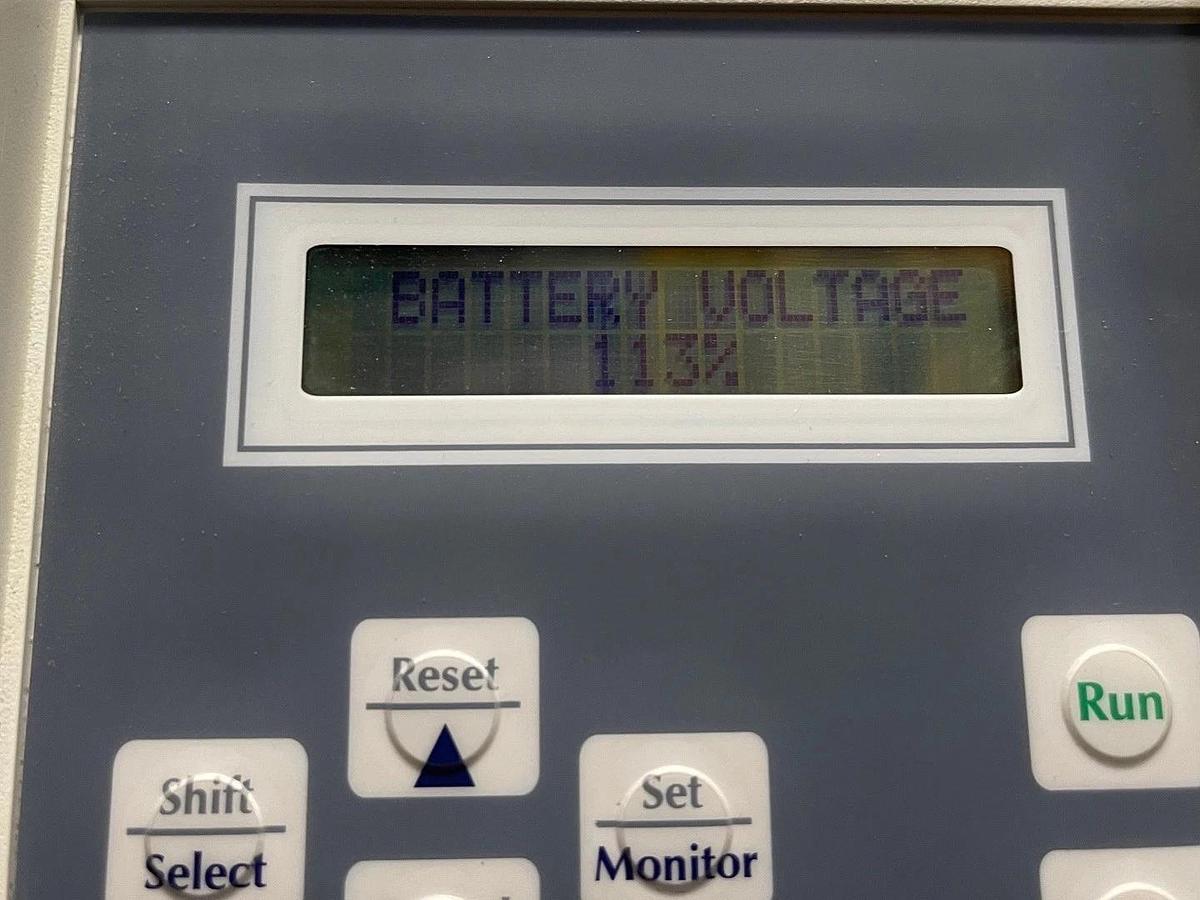 BATTERY VOLTAGE
113%
Reset
Run
Shift
Select
Set
Monitor